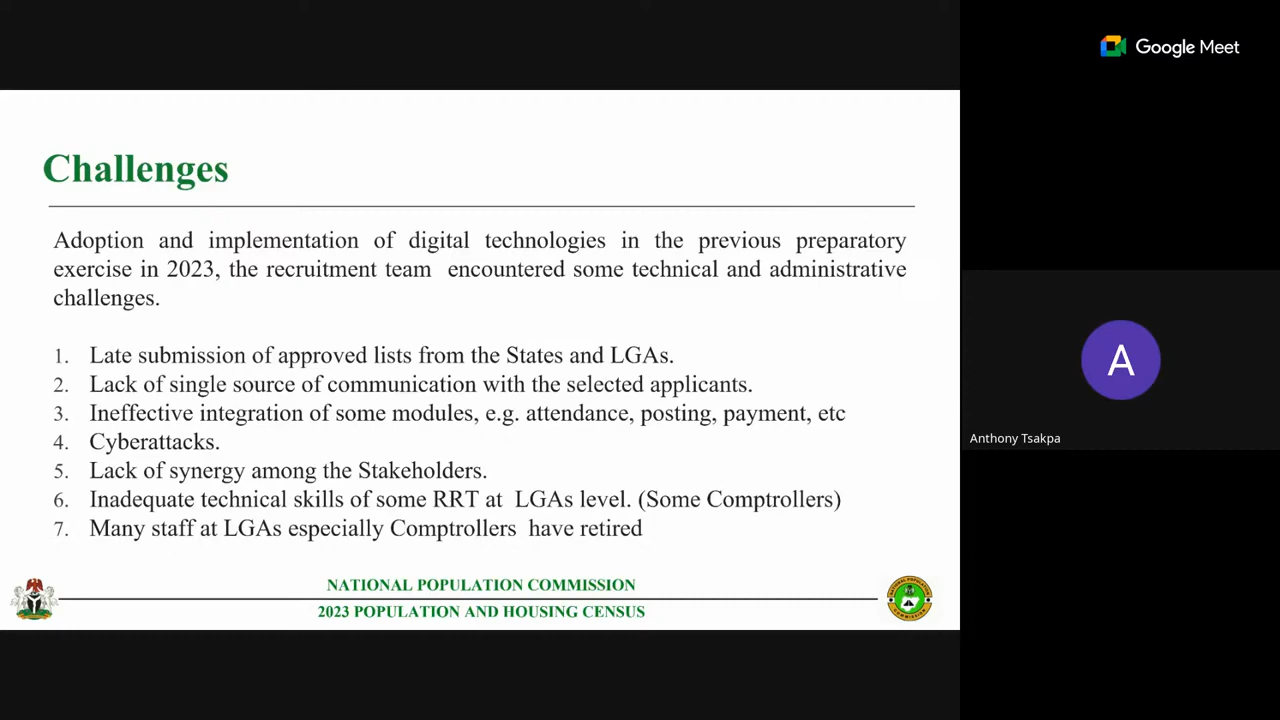 Google Meet
Challenges
Adoption and implementation of digital technologies in the previous preparatory
exercise in 2023, the recruitment team encountered some technical and administrative
challenges.
1. Late submission of approved lists from the States and LGAs.
2. Lack of single source of communication with the selected applicants.
3. Ineffective integration of some modules, e.g. attendance, posting, payment, etc
4. Cyberattacks.
5. Lack of synergy among the Stakeholders.
6. Inadequate technical skills of some RRT at LGAs level. (Some Comptrollers)
7. Many staff at LGAs especially Comptrollers have retired
NATIONAL POPULATION COMMISSION
2023 POPULATION AND HOUSING CENSUS
A
Anthony Tsakpa